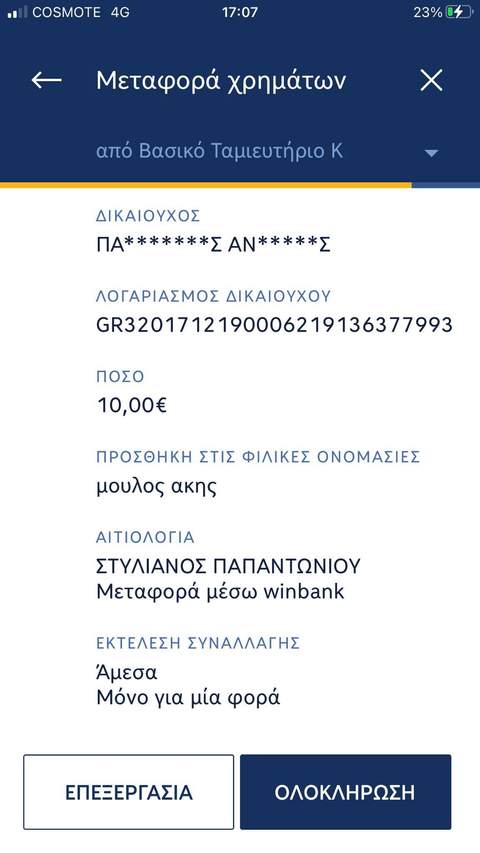 COSMOTE 4G 17:07 23%
Μεταφορά χρημάτων
από Βασικό Ταμιευτήριο Κ
ΔΙΚΑΙΟΥΧΟΣ
ΠΑ*******Σ ΑΝ*****Σ
ΛΟΓΑΡΙΑΣΜΟΣ ΔΙΚΑΙΟΥΧΟΥ
GR3201712190006219136377993
ΠΟΣΟ
10,00€
ΠΡΟΣΘΗΚΗ ΣΤΙΣ ΦΙΛΙΚΕΣ ΟΝΟΜΑΣΙΕΣ
μουλος ακης
ΑΙΤΙΟΛΟΓΙΑ
ΣΤΥΛΙΑΝΟΣ ΠΑΠΑΝΤΩΝΙΟΥ
Μεταφορά μέσω winbank
ΕΚΤΕΛΕΣΗ ΣΥΝΑΛΛΑΓΗΣ
Άμεσα
Μόνο για μία φορά
ΕΠΕΞΕΡΓΑΣΙΑ ΟΛΟΚΛΗΡΩΣΗ